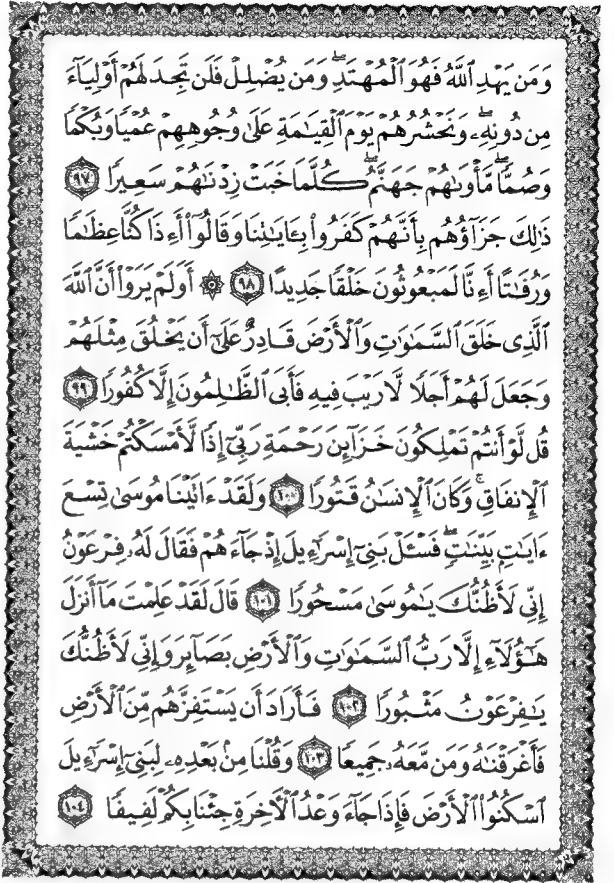 وَمَن يَهْدِ ٱللَّهُ فَهُوَ ٱلْمُهْتَدِ ۖ وَمَن يُضْلِلْ فَلَن تَجِدَ لَهُمْ أَوْلِيَآءَ
مِن دُونِهِۦ ۖ وَنَحْشُرُهُمْ يَوْمَ ٱلْقِيَـٰمَةِ عَلَىٰ وُجُوهِهِمْ عُمْيًا وَبُكْمًا
وَصُمًّا ۖ مَّأْوَىٰهُمْ جَهَنَّمُ ۖ كُلَّمَا خَبَتْ زِدْنَـٰهُمْ سَعِيرًا ٩٧
ذَٰلِكَ جَزَآؤُهُم بِأَنَّهُمْ كَفَرُوا۟ بِـَٔايَـٰتِنَا وَقَالُوٓا۟ أَءِذَا كُنَّا عِظَـٰمًا
وَرُفَـٰتًا أَءِنَّا لَمَبْعُوثُونَ خَلْقًا جَدِيدًا ٩٨ ۞ أَوَلَمْ يَرَوْا۟ أَنَّ ٱللَّهَ
ٱلَّذِى خَلَقَ ٱلسَّمَـٰوَٰتِ وَٱلْأَرْضَ قَادِرٌ عَلَىٰٓ أَن يَخْلُقَ مِثْلَهُمْ
وَجَعَلَ لَهُمْ أَجَلًا لَّا رَيْبَ فِيهِ فَأَبَى ٱلظَّـٰلِمُونَ إِلَّا كُفُورًا ٩٩
قُل لَّوْ أَنتُمْ تَمْلِكُونَ خَزَآئِنَ رَحْمَةِ رَبِّىٓ إِذًا لَّأَمْسَكْتُمْ خَشْيَةَ
ٱلْإِنفَاقِ ۚ وَكَانَ ٱلْإِنسَـٰنُ قَتُورًا ١٠٠ وَلَقَدْ ءَاتَيْنَا مُوسَىٰ تِسْعَ
ءَايَـٰتٍۭ بَيِّنَـٰتٍ ۖ فَسْـَٔلْ بَنِىٓ إِسْرَٰٓءِيلَ إِذْ جَآءَهُمْ فَقَالَ لَهُۥ فِرْعَوْنُ
إِنِّى لَأَظُنُّكَ يَـٰمُوسَىٰ مَسْحُورًا ١٠١ قَالَ لَقَدْ عَلِمْتَ مَآ أَنزَلَ
هَـٰٓؤُلَآءِ إِلَّا رَبُّ ٱلسَّمَـٰوَٰتِ وَٱلْأَرْضِ بَصَآئِرَ وَإِنِّى لَأَظُنُّكَ
يَـٰفِرْعَوْنُ مَثْبُورًا ١٠٢ فَأَرَادَ أَن يَسْتَفِزَّهُم مِّنَ ٱلْأَرْضِ
فَأَغْرَقْنَـٰهُ وَمَن مَّعَهُۥ جَمِيعًا ١٠٣ وَقُلْنَا مِنۢ بَعْدِهِۦ لِبَنِىٓ إِسْرَٰٓءِيلَ
ٱسْكُنُوا۟ ٱلْأَرْضَ فَإِذَا جَآءَ وَعْدُ ٱلْـَٔاخِرَةِ جِئْنَا بِكُمْ لَفِيفًا ١٠٤